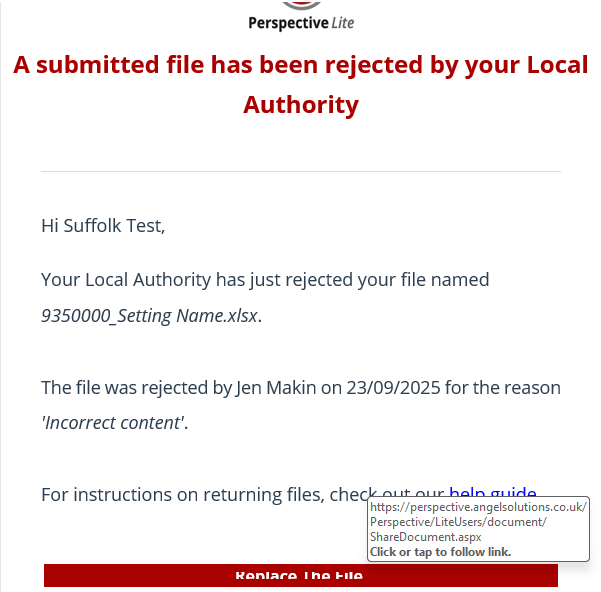 Perspective Lite
A submitted file has been rejected by your Local
Authority
Hi Suffolk Test,
Your Local Authority has just rejected your file named
9350000_Setting Name.xlsx.
The file was rejected by Jen Makin on 23/09/2025 for the reason
'Incorrect content'.
For instructions on returning files, check out our help guide
https://perspective.angelsolutions.co.uk/
Perspective/LiteUsers/document/
ShareDocument.aspx
Click or tap to follow link.
Replace The File